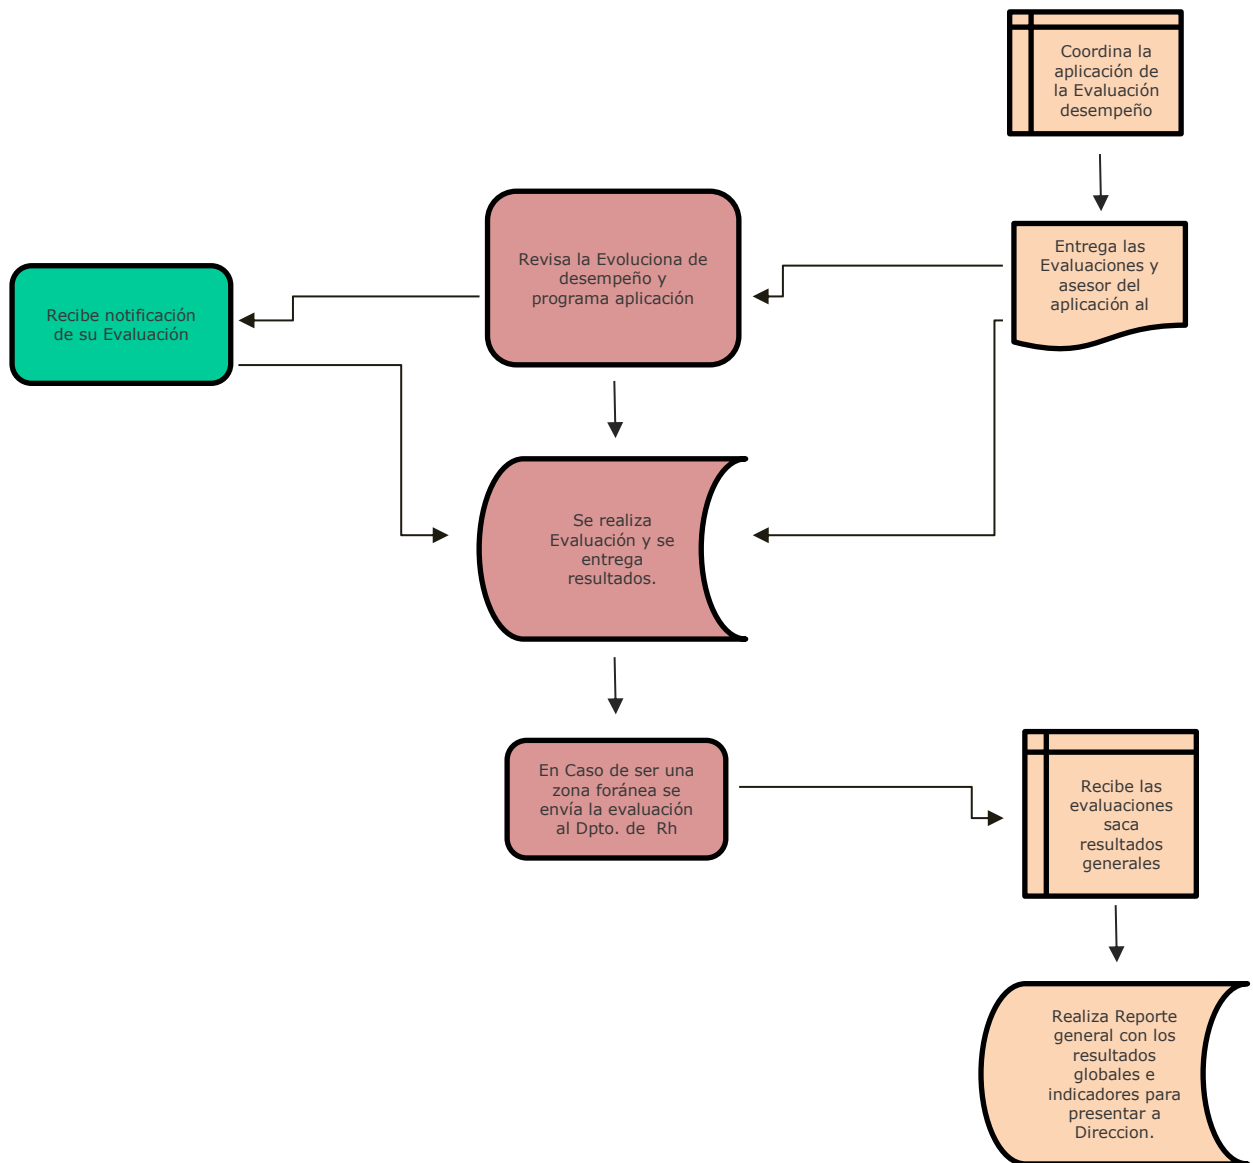 Coordina la
aplicación de
la Evaluación
desempeño
Entrega las
Evaluaciones y
asesor del
aplicación al
Revisa la Evoluciona de
desempeño y
programa aplicación
Recibe notificación
de su Evaluación
Se realiza
Evaluación y se
entrega
resultados.
En Caso de ser una
zona foránea se
envía la evaluación
al Dpto. de Rh
Recibe las
evaluaciones
saca
resultados
generales
Realiza Reporte
general con los
resultados
globales e
indicadores para
presentar a
Direccion.